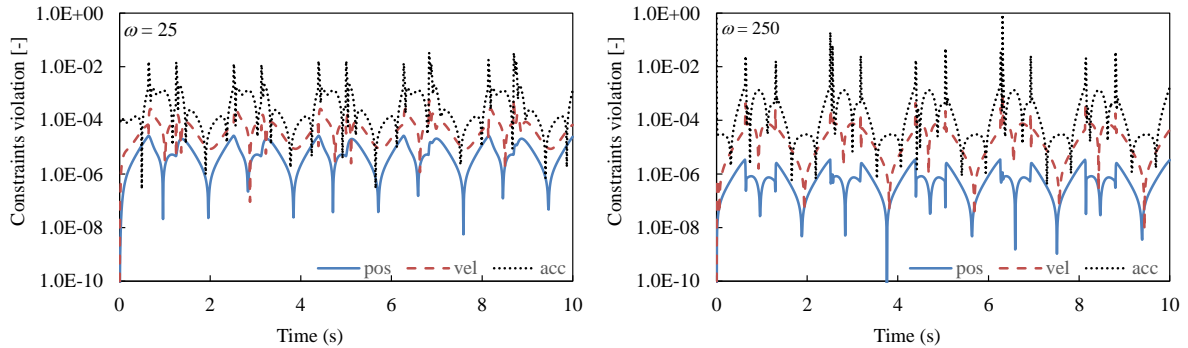 1.0E+00
ω = 25
1.0E-02
1.0E-04
1.0E-06
1.0E-08
1.0E-10
Constraints violation [-]
pos vel acc
0 2 4 6 8 10
Time (s)
1.0E+00
ω = 250
1.0E-02
1.0E-04
1.0E-06
1.0E-08
1.0E-10
Constraints violation [-]
pos vel acc
0 2 4 6 8 10
Time (s)